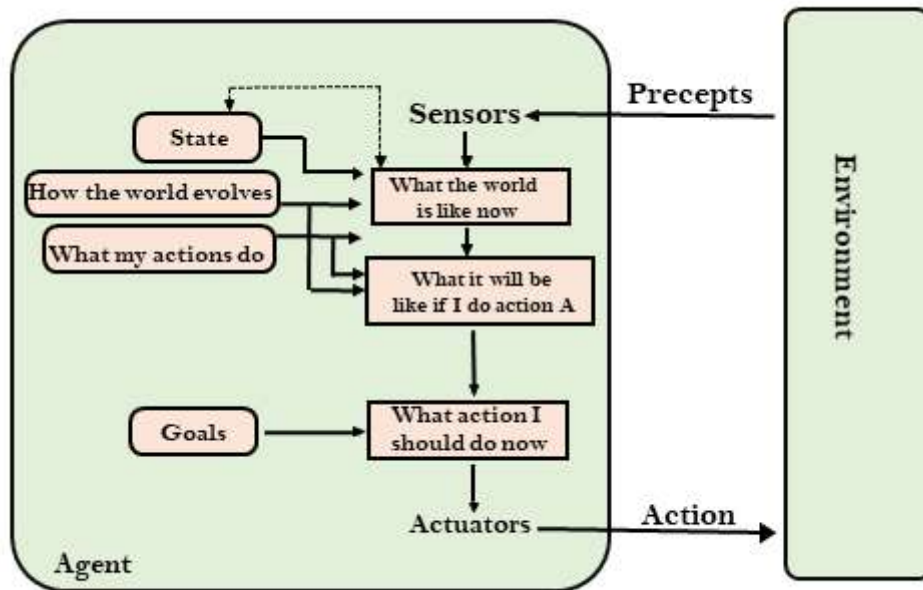 Precepts
Sensors
State
What the world
is like now
How the world evolves
What my actions do
What it will be
like if I do action A
Environment
Goals
What action I
should do now
Actuators
Action
Agent